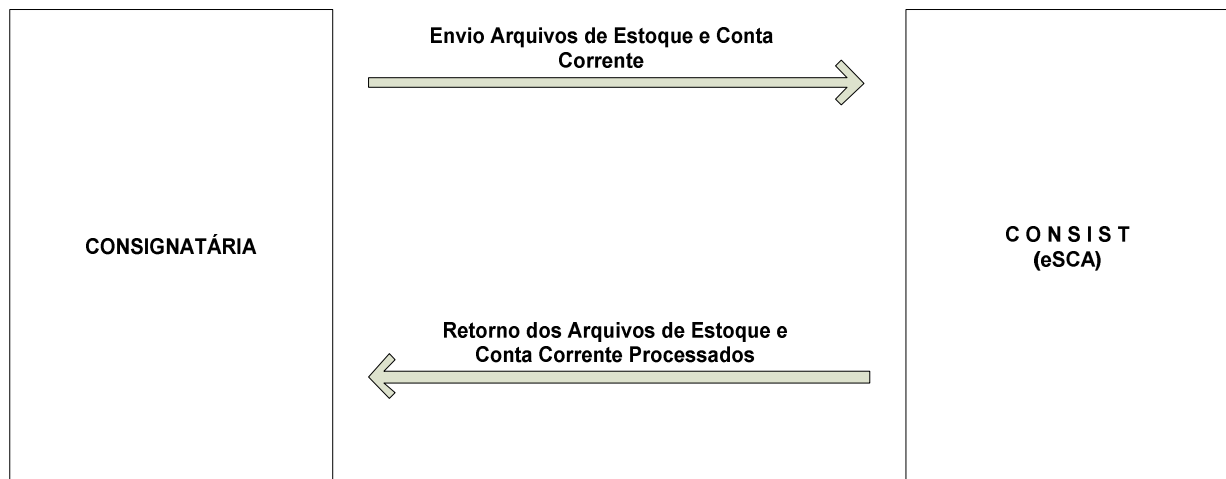 Envio Arquivos de Estoque e Conta
Corrente
CONSIGNATÁRIA
C O N S I S T
(eSCA)
Retorno dos Arquivos de Estoque e
Conta Corrente Processados